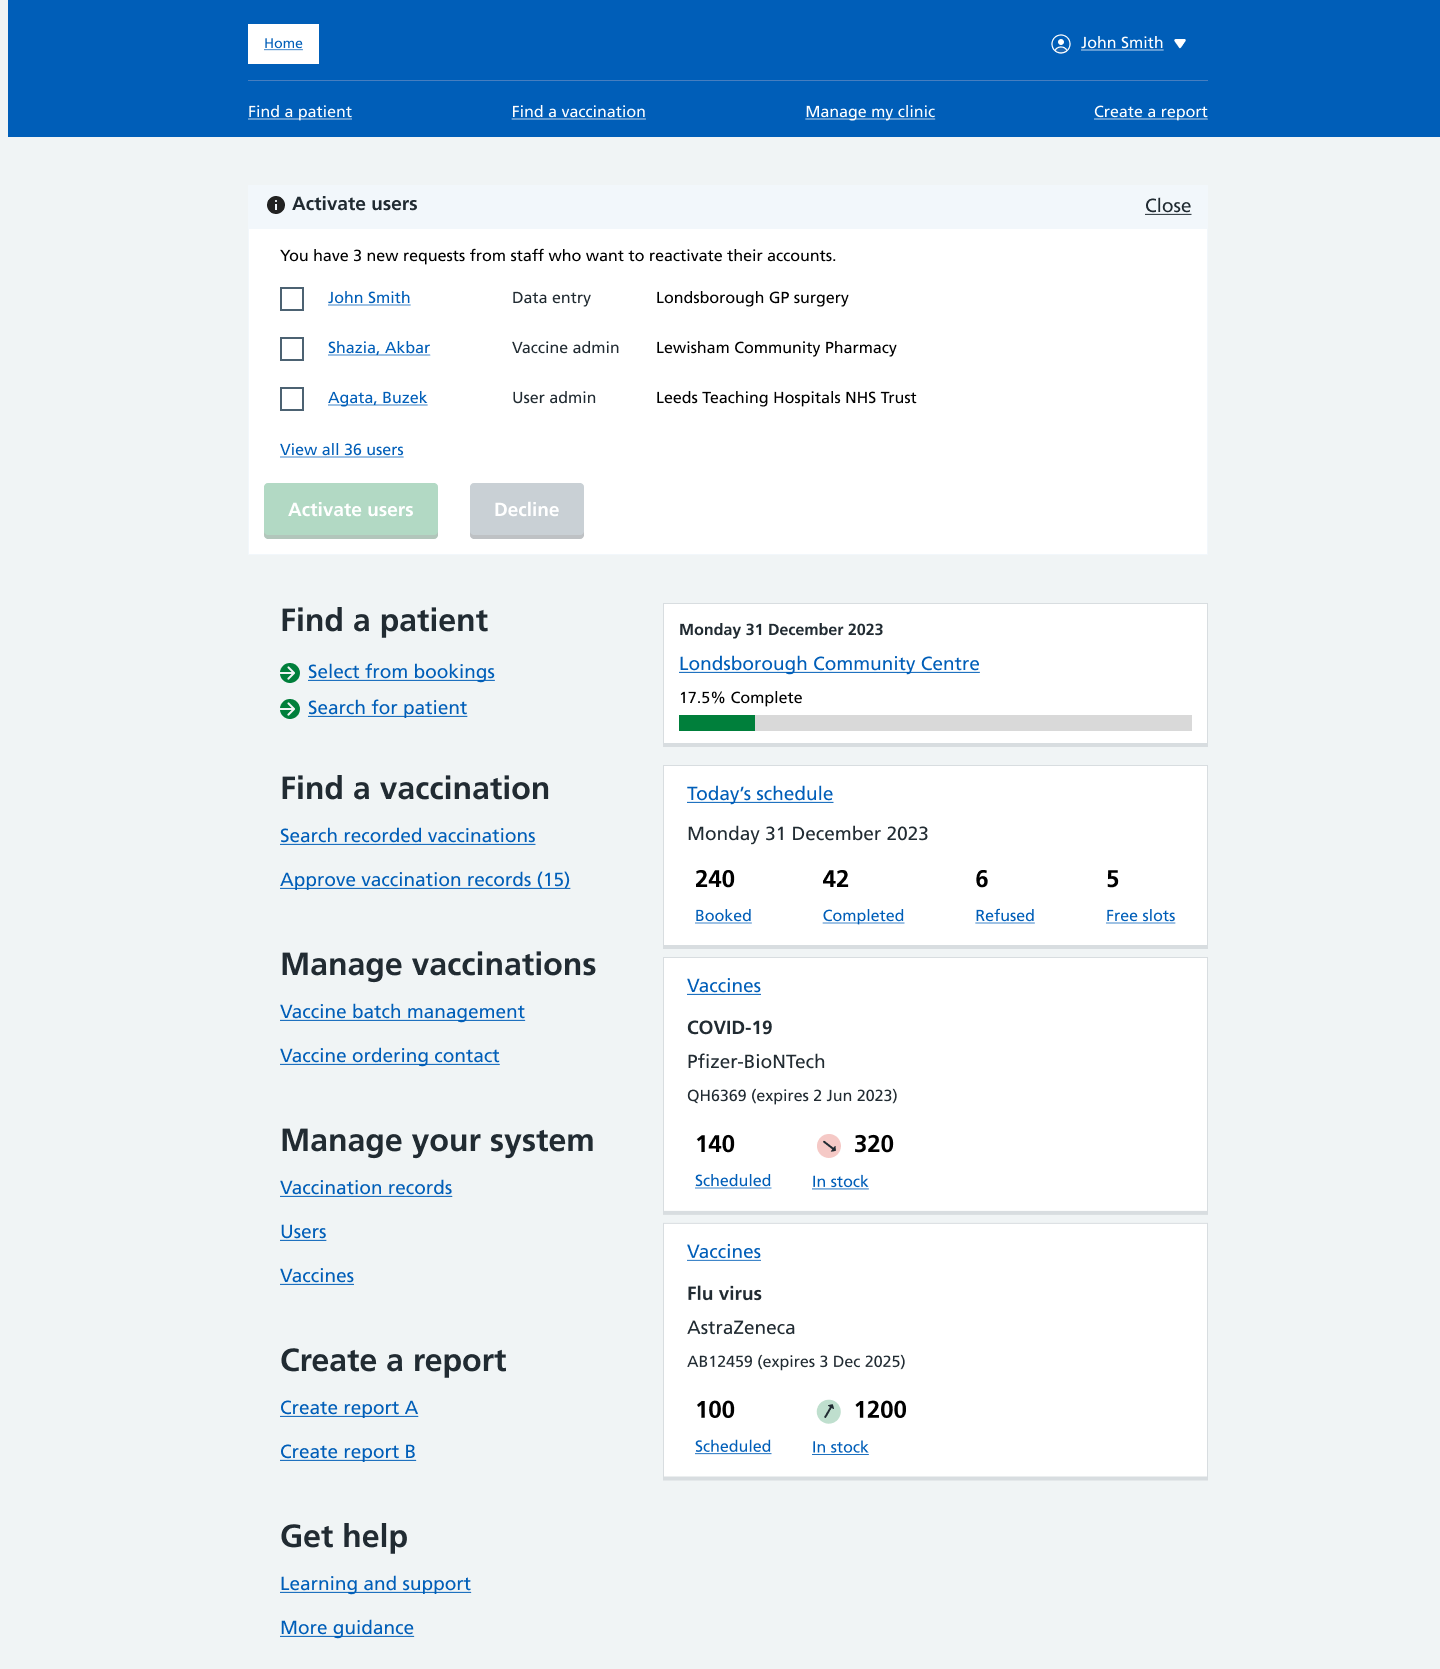 Home
John Smith
Find a patient
Find a vaccination
Manage my clinic
Create a report
Activate users
Close
You have 3 new requests from staff who want to reactivate their accounts.
John Smith Data entry Londsborough GP surgery
Shazia, Akbar Vaccine admin Lewisham Community Pharmacy
Agata, Buzek User admin Leeds Teaching Hospitals NHS Trust
View all 36 users
Activate users
Decline
Find a patient
Select from bookings
Search for patient
Find a vaccination
Search recorded vaccinations
Approve vaccination records (15)
Manage vaccinations
Vaccine batch management
Vaccine ordering contact
Manage your system
Vaccination records
Users
Vaccines
Create a report
Create report A
Create report B
Get help
Learning and support
More guidance
Monday 31 December 2023
Londsborough Community Centre
17.5% Complete
Today’s schedule
Monday 31 December 2023
240 42 6 5
Booked Completed Refused Free slots
Vaccines
COVID-19
Pfizer-BioNTech
QH6369 (expires 2 Jun 2023)
140 320
Scheduled In stock
Vaccines
Flu virus
AstraZeneca
AB12459 (expires 3 Dec 2025)
100 1200
Scheduled In stock